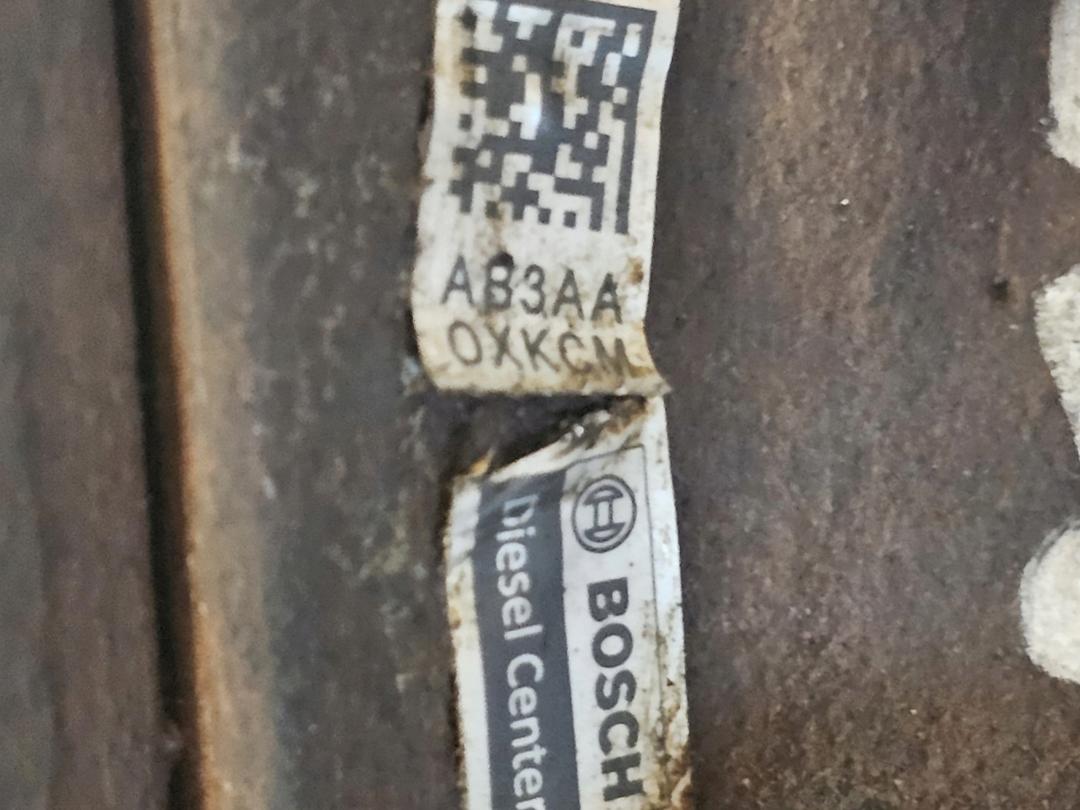 AB3AA
OXKCM
BOSCH
Diesel Center